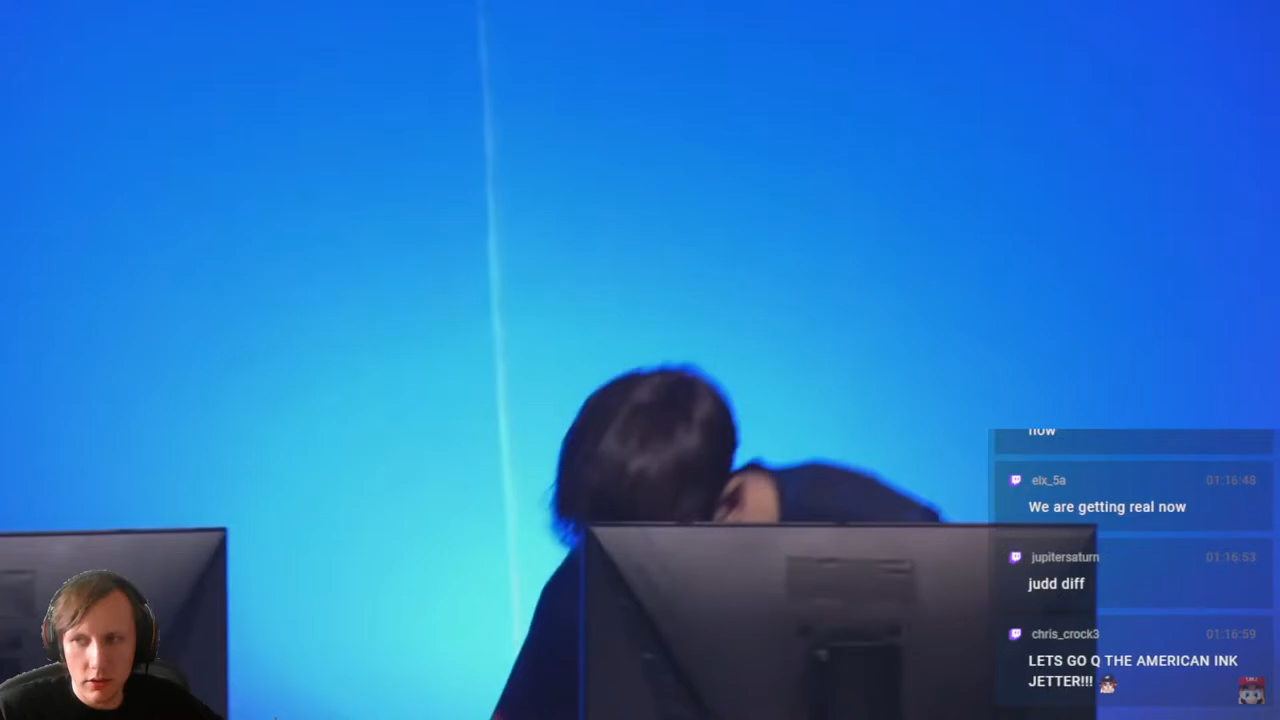 now
elx_5a 01:16:48
We are getting real now
jupitersaturn 01:16:53
judd diff
chris_crock3 01:16:59
LETS GO Q THE AMERICAN INK
JETTER!!!